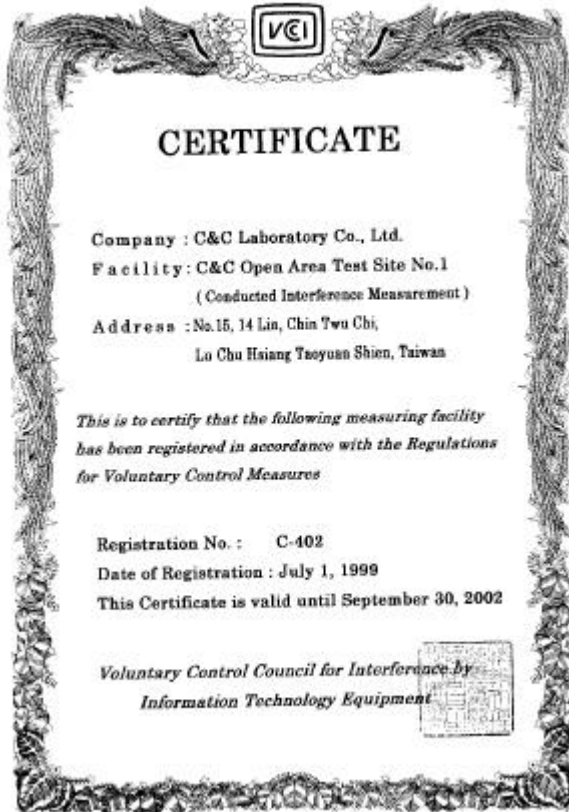 VCCI
CERTIFICATE
Company : C&C Laboratory Co., Ltd.
Facility : C&C Open Area Test Site No.1
( Conducted Interference Measurement )
Address : No.15, 14 Lin, Chin Twu Chi,
Lu Chu Hsiang Taoyuan Shien, Taiwan
This is to certify that the following measuring facility
has been registered in accordance with the Regulations
for Voluntary Control Measures
Registration No. : C-402
Date of Registration : July 1, 1999
This Certificate is valid until September 30, 2002
Voluntary Control Council for Interference by
Information Technology Equipment